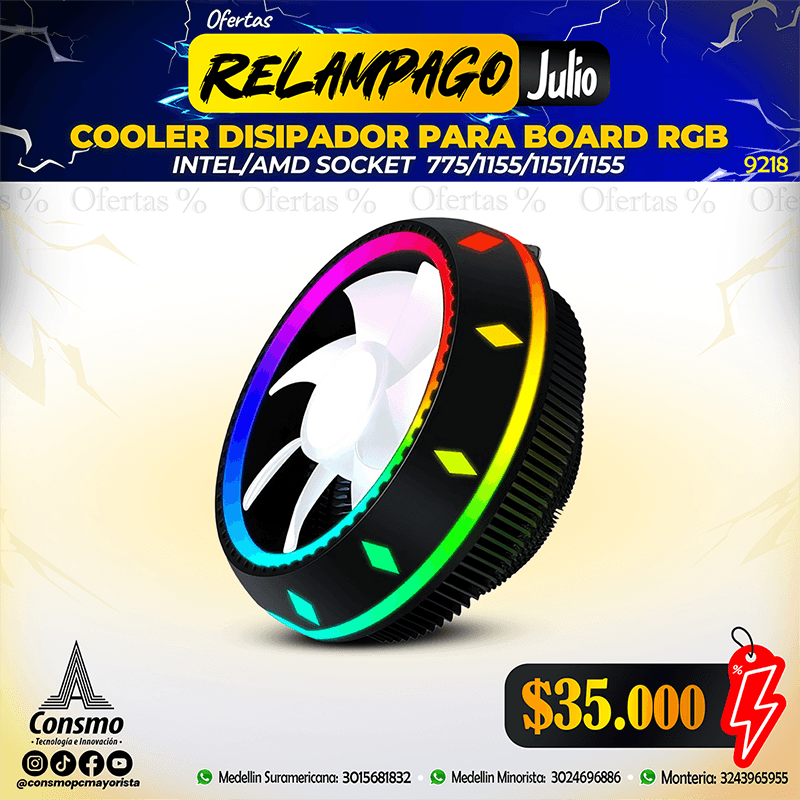 Ofertas
RELAMPAGO Julio
COOLER DISIPADOR PARA BOARD RGB
INTEL/AMD SOCKET 775/1155/1151/1155 9218
Ofertas % Ofertas % Ofertas % Ofertas % Ofe
%
$35.000
Consmo
• Tecnología e Innovación •
@consmopcmayorista
Medellin Suramericana: 3015681832 • Medellin Minorista: 3024696886 • Monteria: 3243965955